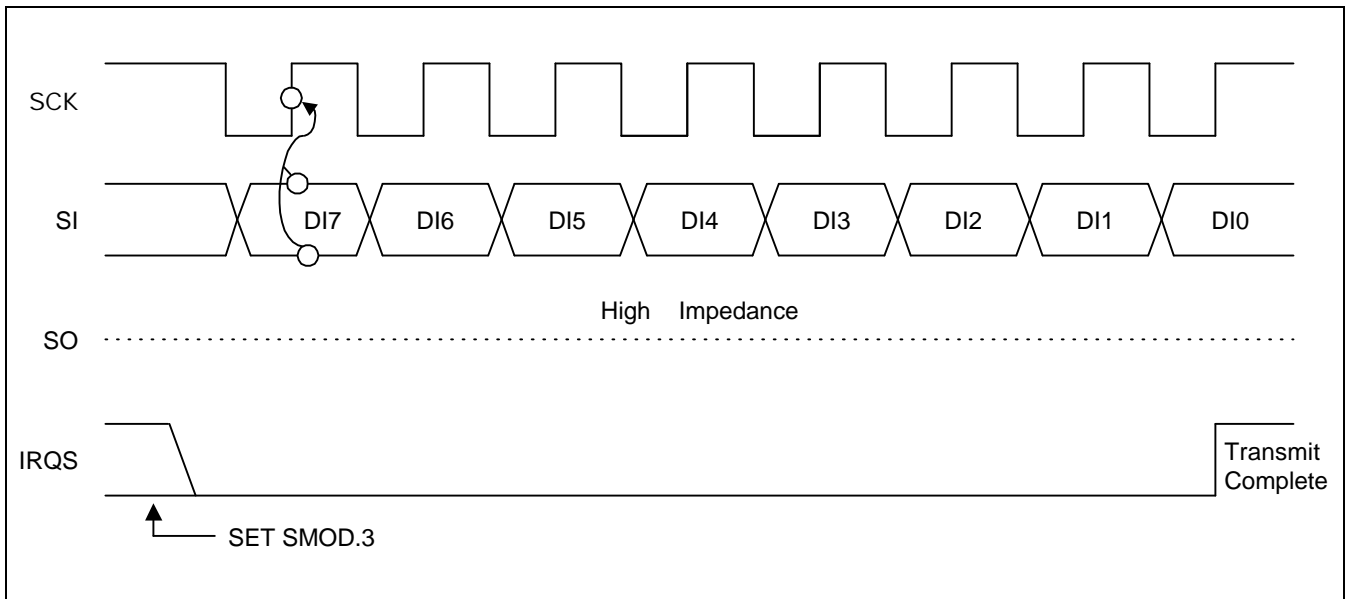 SCK
SI
DI7 DI6 DI5 DI4 DI3 DI2 DI1 DI0
High Impedance
SO
IRQS
Transmit
Complete
SET SMOD.3